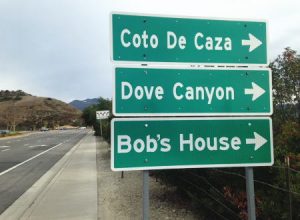 Coto De Caza →
Dove Canyon →
Bob's House →